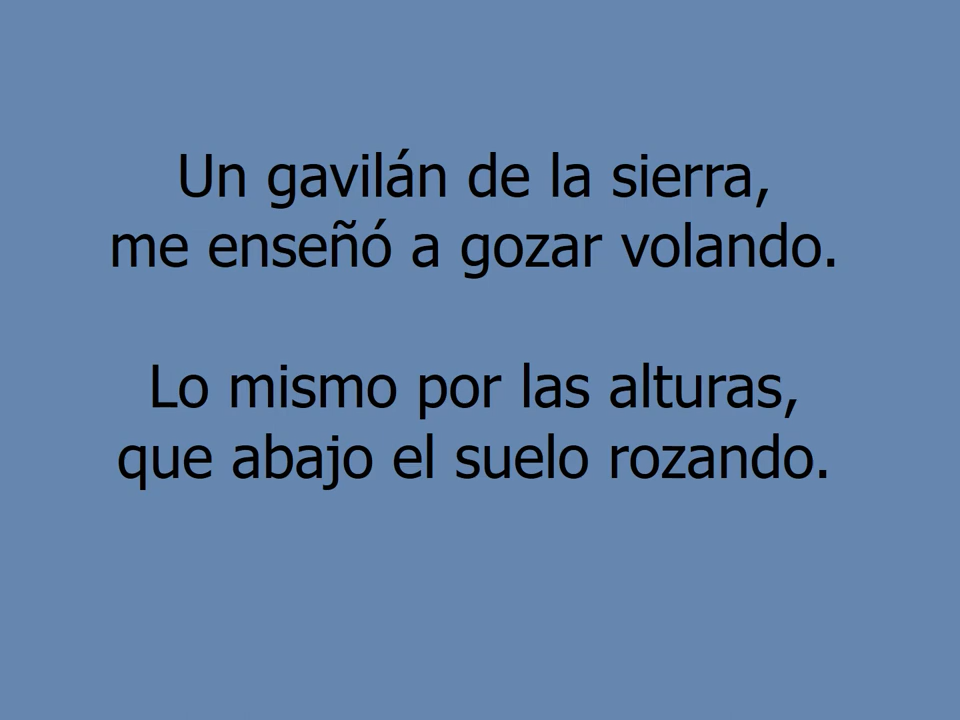 Un gavilán de la sierra,
me enseñó a gozar volando.
Lo mismo por las alturas,
que abajo el suelo rozando.